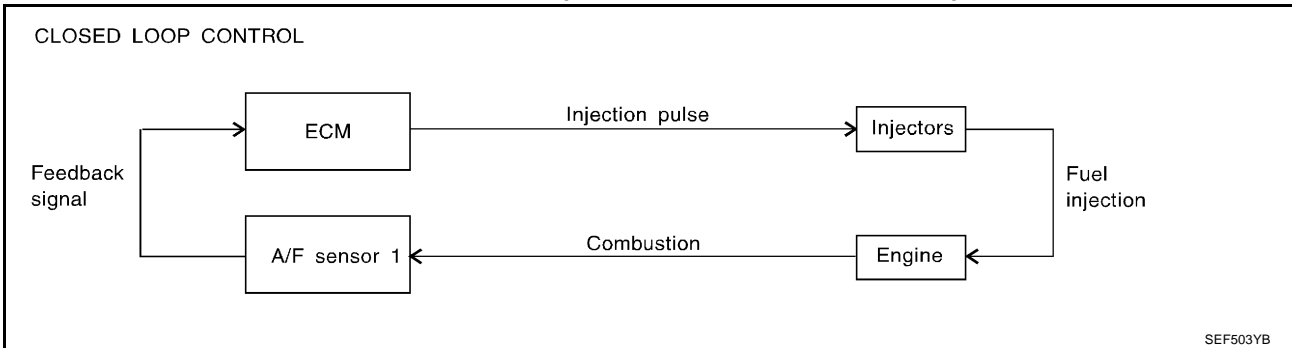 CLOSED LOOP CONTROL
ECM
Injection pulse
Injectors
Feedback
signal
Fuel
injection
A/F sensor 1
Combustion
Engine
SEF503YB